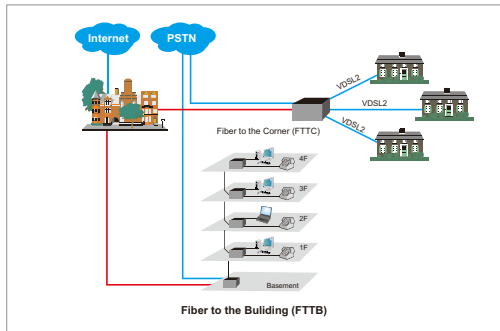 Internet
PSTN
VDSL2
VDSL2
VDSL2
Fiber to the Corner (FTTC)
4F
3F
2F
1F
Basement
Fiber to the Buliding (FTTB)